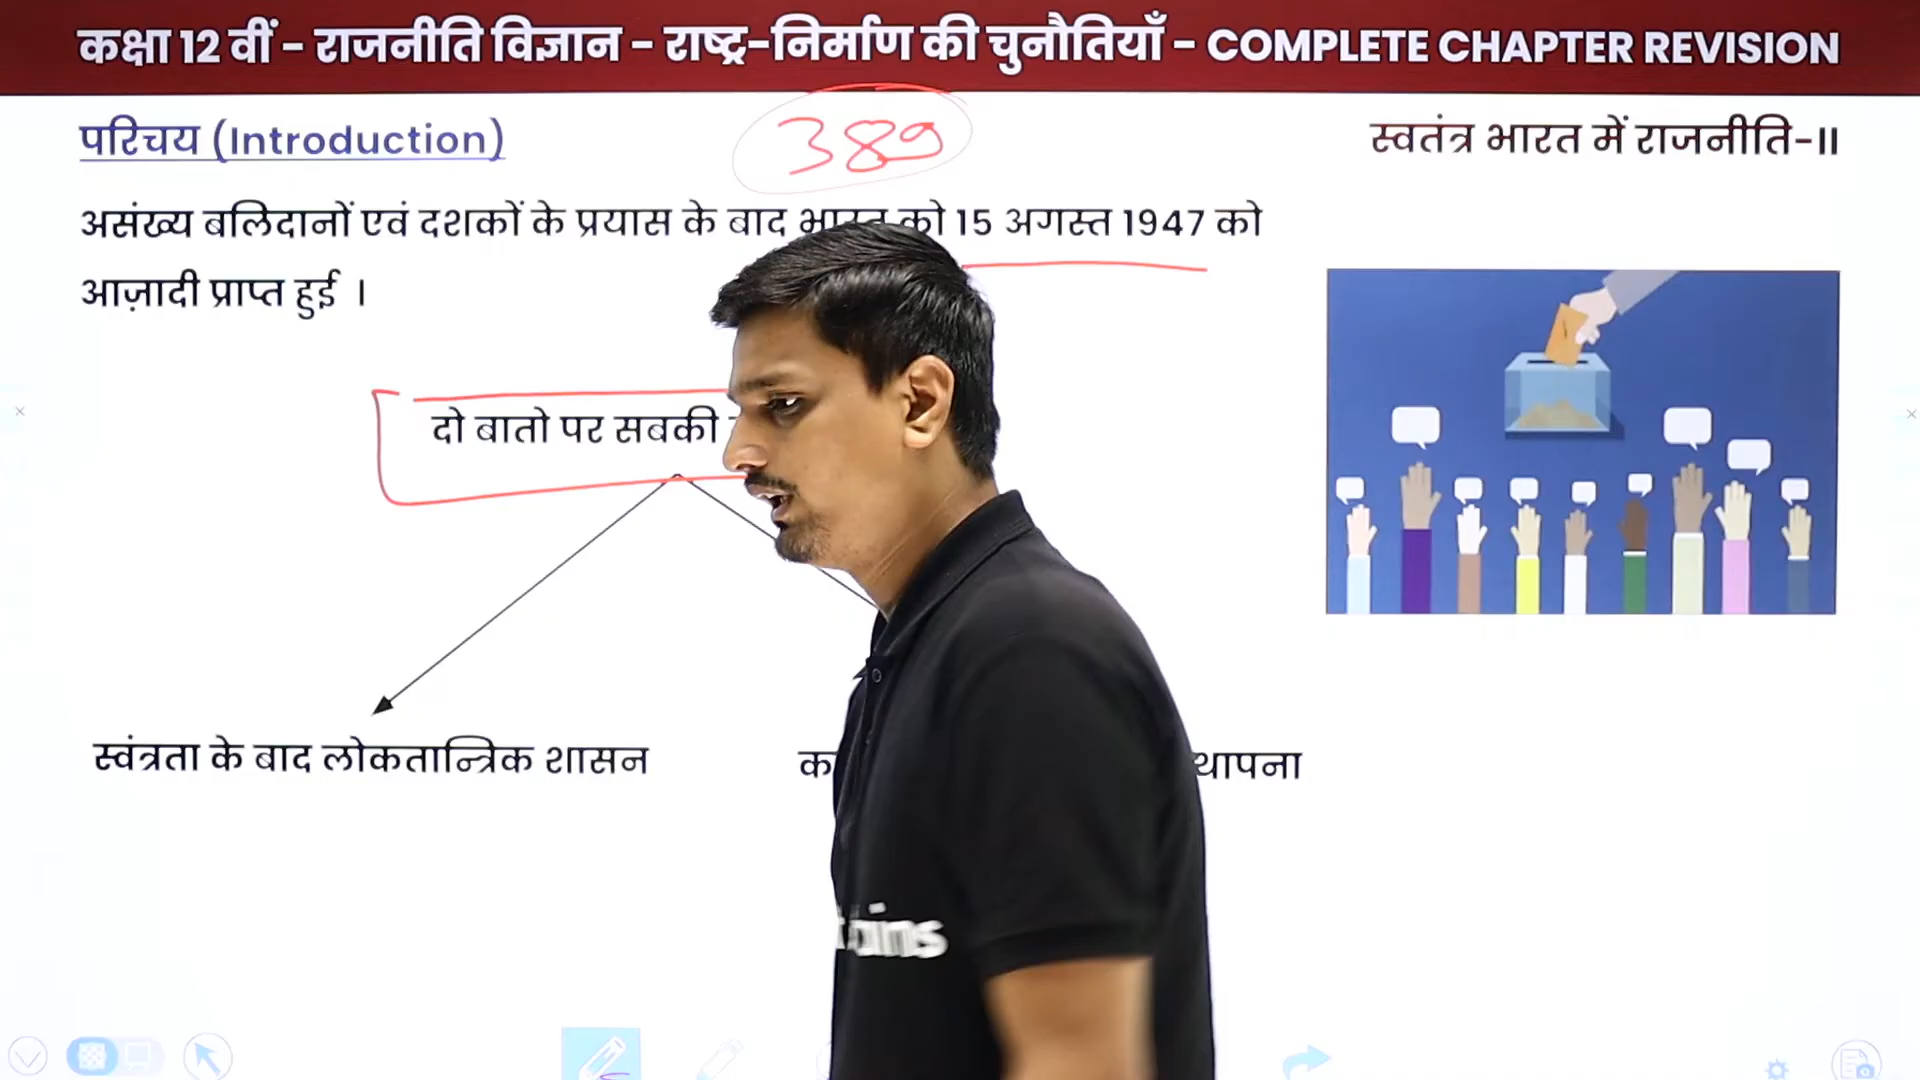 कक्षा 12 वीं - राजनीति विज्ञान - राष्ट्र-निर्माण की चुनौतियाँ - COMPLETE CHAPTER REVISION
परिचय (Introduction)
389
स्वतंत्र भारत में राजनीति-II
असंख्य बलिदानों एवं दशकों के प्रयास के बाद भारत को 15 अगस्त 1947 को
आज़ादी प्राप्त हुई ।
दो बातो पर सबकी
स्वंत्रता के बाद लोकतान्त्रिक शासन